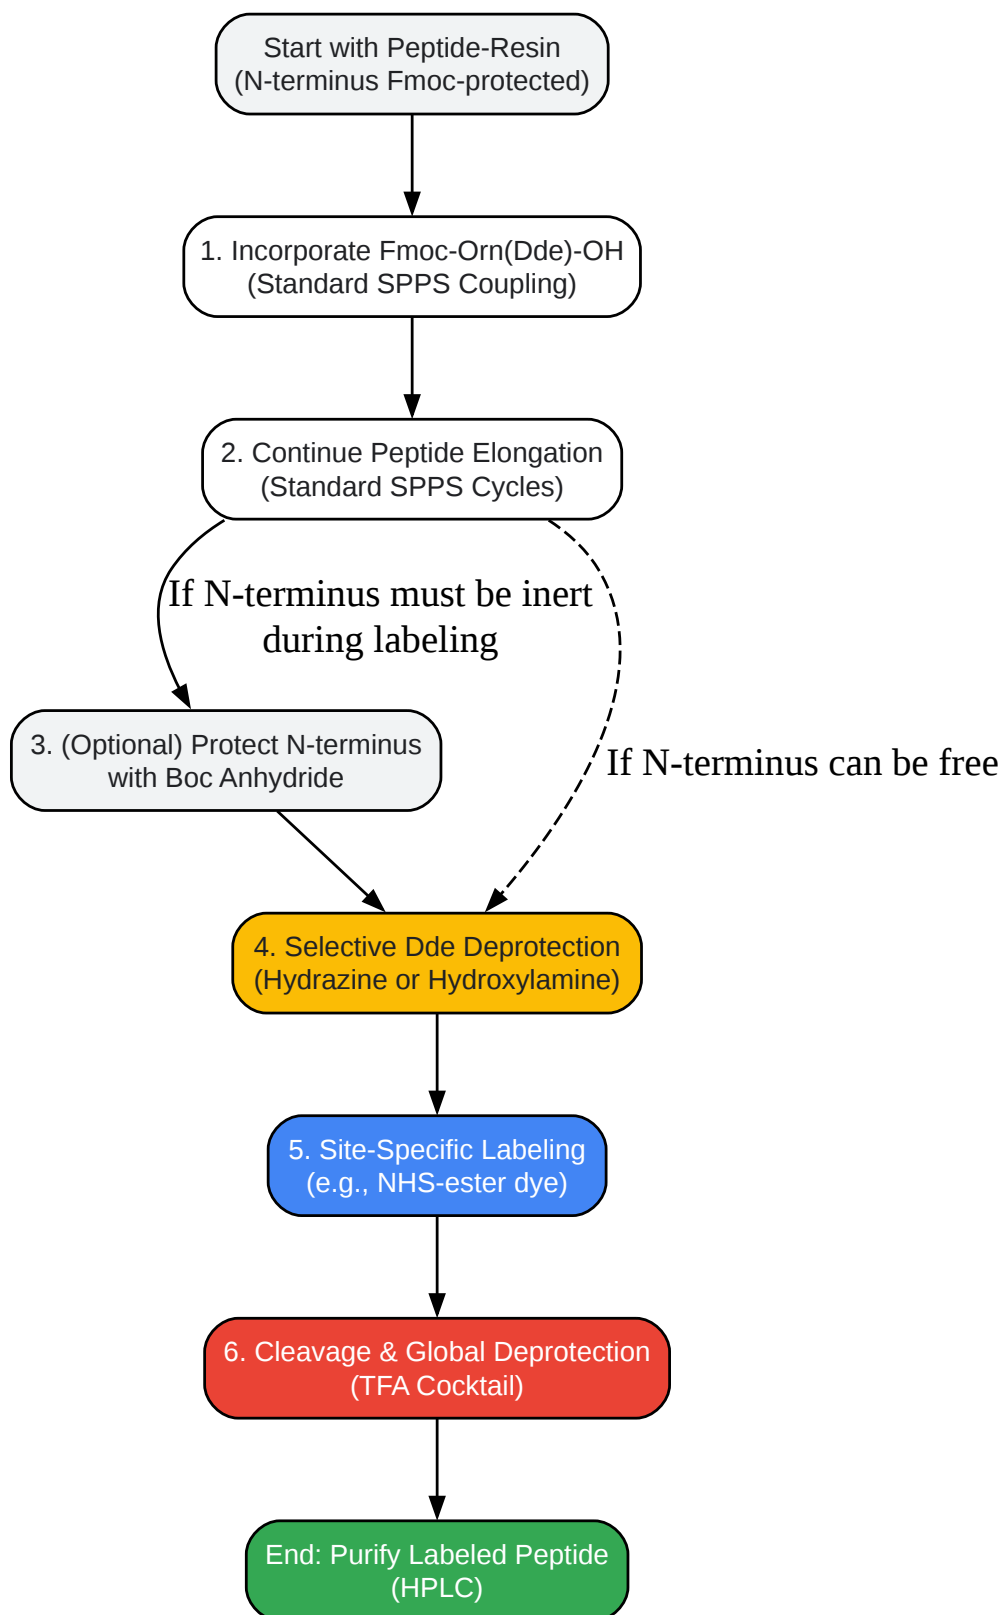 Start with Peptide-Resin
(N-terminus Fmoc-protected)
1. Incorporate Fmoc-Orn(Dde)-OH
(Standard SPPS Coupling)
2. Continue Peptide Elongation
(Standard SPPS Cycles)
If N-terminus must be inert
during labeling
3. (Optional) Protect N-terminus
with Boc Anhydride
If N-terminus can be free
4. Selective Dde Deprotection
(Hydrazine or Hydroxylamine)
5. Site-Specific Labeling
(e.g., NHS-ester dye)
6. Cleavage & Global Deprotection
(TFA Cocktail)
End: Purify Labeled Peptide
(HPLC)